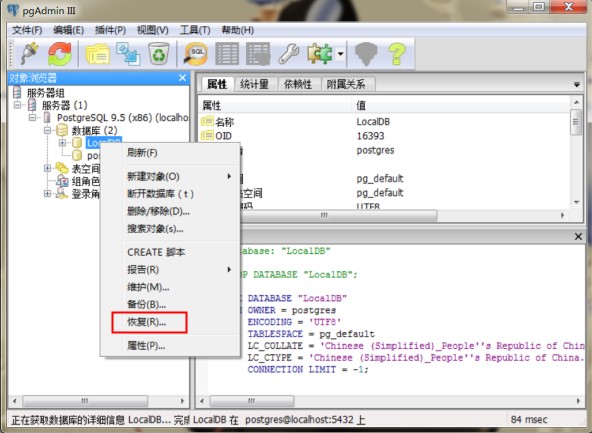 pgAdmin III
文件(F) 编辑(E) 插件(P) 视图(V) 工具(T) 帮助(H)
SQL
对象浏览器
服务器组
服务器 (1)
PostgreSQL 9.5 (x86) (localho
数据库 (2)
LocalDB
pos
表空间
组角色
登录角
刷新(F)
新建对象(O)
断开数据库 ( t )
删除/移除(D)...
搜素对象(s)...
CREATE 脚本
报告(R)
维护(M)...
备份(B)...
恢复(R)...
属性(P)...
属性 统计量 依赖性 附属关系
属性 值
名称 LocalDB
OID 16393
postgres
pg_default
空间 pg_default
UTF8
abase: "LocalDB"
P DATABASE "LocalDB";
DATABASE "LocalDB"
OWNER = postgres
ENCODING = 'UTF8'
TABLESPACE = pg_default
LC_COLLATE = 'Chinese (Simplified)_People''s Republic of Chin
LC_CTYPE = 'Chinese (Simplified)_People''s Republic of China.
CONNECTION LIMIT = -1;
正在获取数据库的详细信息 LocalDB... 完成 LocalDB 在 postgres@localhost:5432 上 84 msec